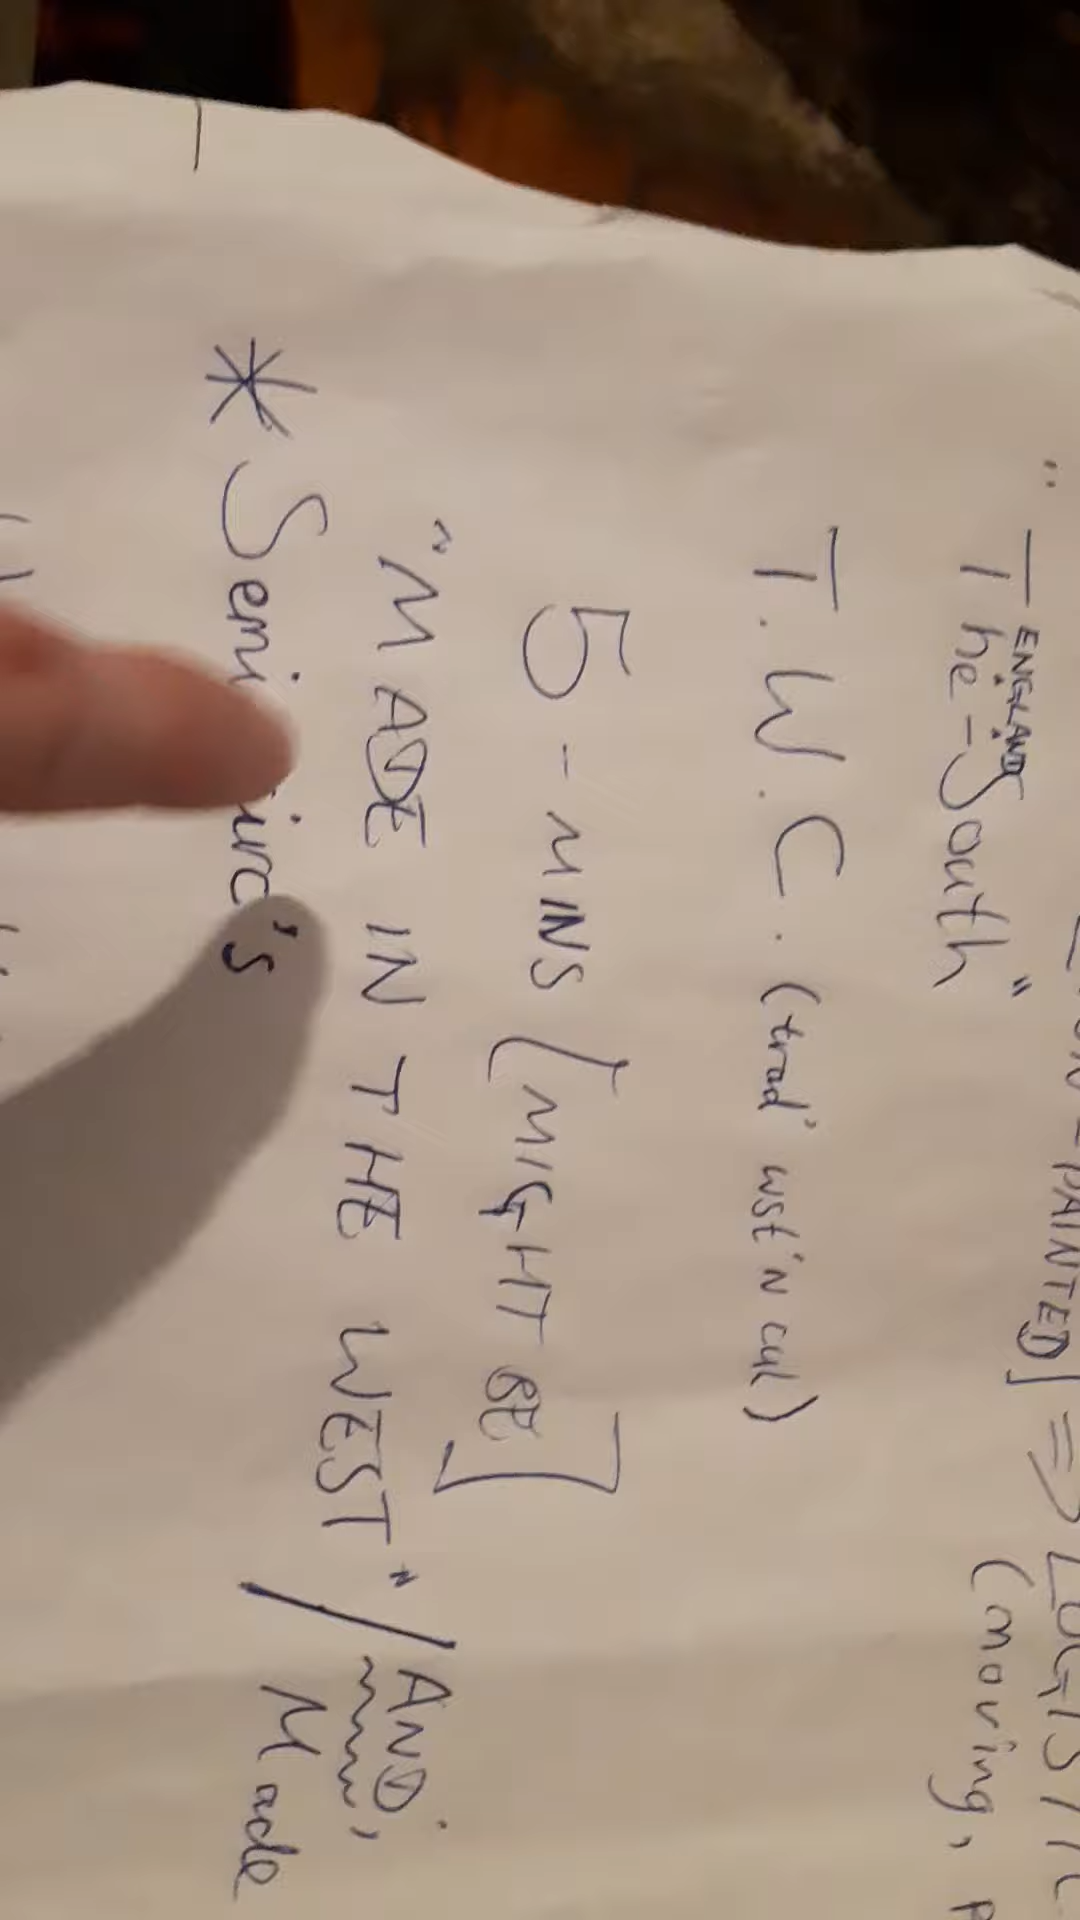 ON-PAINTED] => LOGISTIC
(moving, P
ENGLAND
"The-South"
T.W.C. (trad' wst'n cul)
5-MINS [MIGHT BE]
"MADE IN THE WEST" / AND,
Made
* Semi